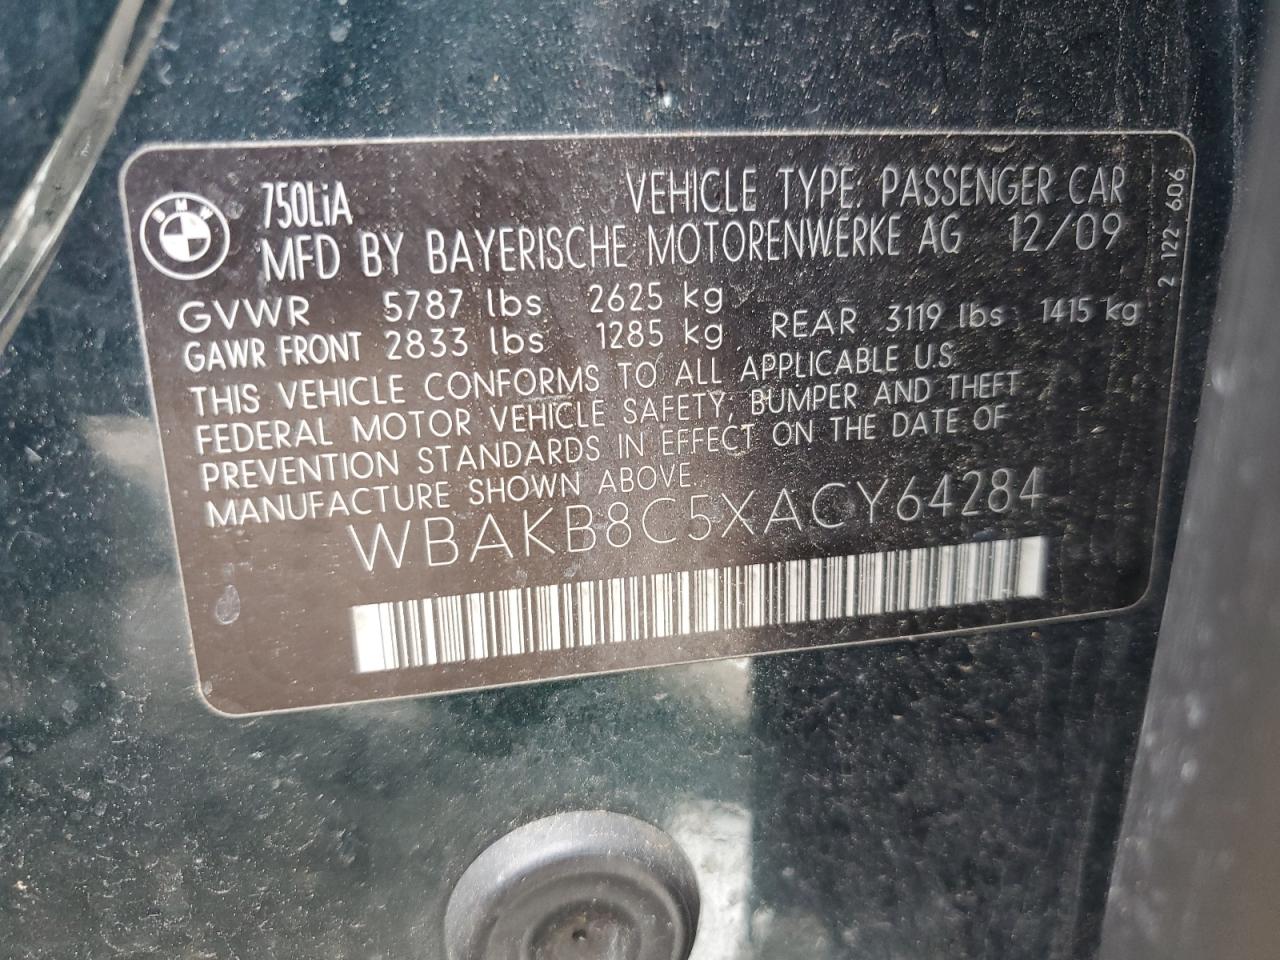 BMW
750LiA
VEHICLE TYPE: PASSENGER CAR
MFD BY BAYERISCHE MOTORENWERKE AG 12/09
GVWR 5787 lbs 2625 kg
GAWR FRONT 2833 lbs 1285 kg REAR 3119 lbs 1415 kg
THIS VEHICLE CONFORMS TO ALL APPLICABLE U.S.
FEDERAL MOTOR VEHICLE SAFETY, BUMPER AND THEFT
PREVENTION STANDARDS IN EFFECT ON THE DATE OF
MANUFACTURE SHOWN ABOVE.
WBAKB8C5XACY64284
2 122 606